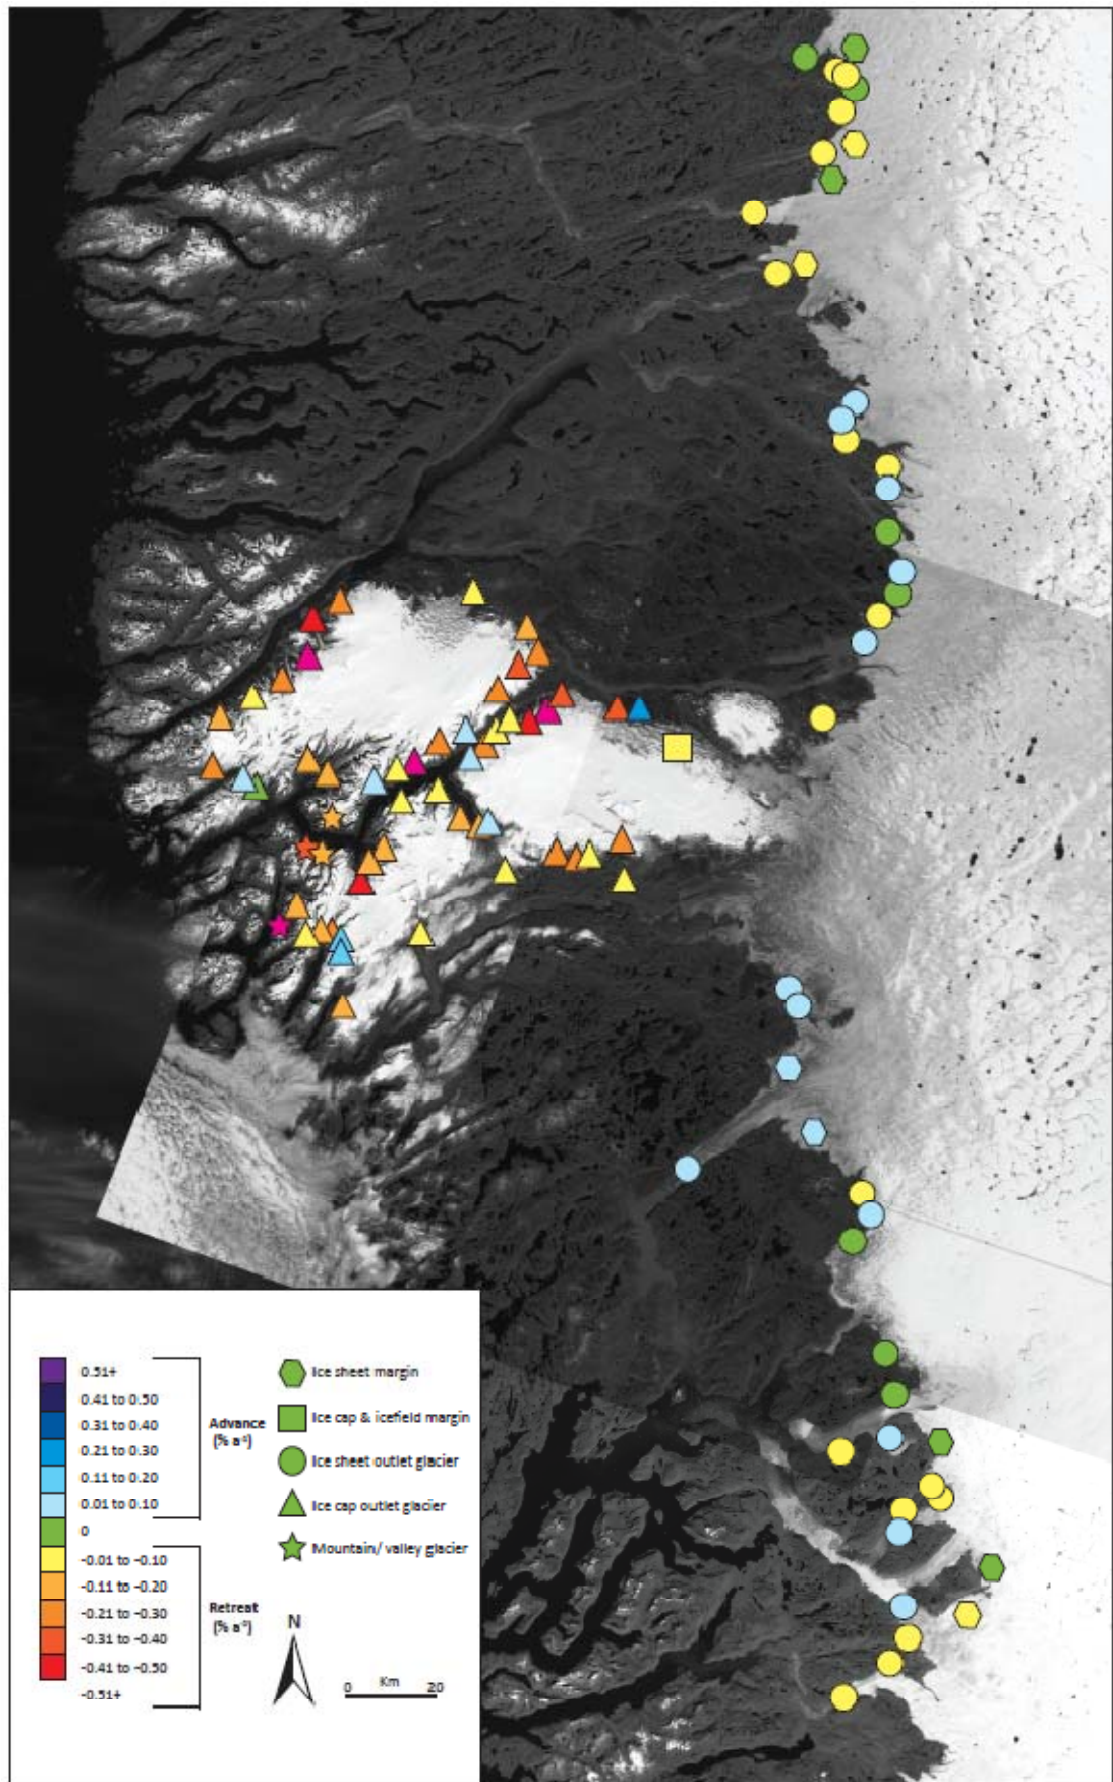 0.51+
0.41 to 0.50
0.31 to 0.40
0.21 to 0.30
0.11 to 0.20
0.01 to 0.10
0
-0.01 to −0.10
-0.11 to −0.20
-0.21 to −0.30
-0.31 to −0.40
-0.41 to −0.50
-0.51+
Advance
(% a⁻¹)
Retreat
(% a⁻¹)
Ice sheet margin
Ice cap & icefield margin
Ice sheet outlet glacier
Ice cap outlet glacier
Mountain/ valley glacier
N
Km
0 20